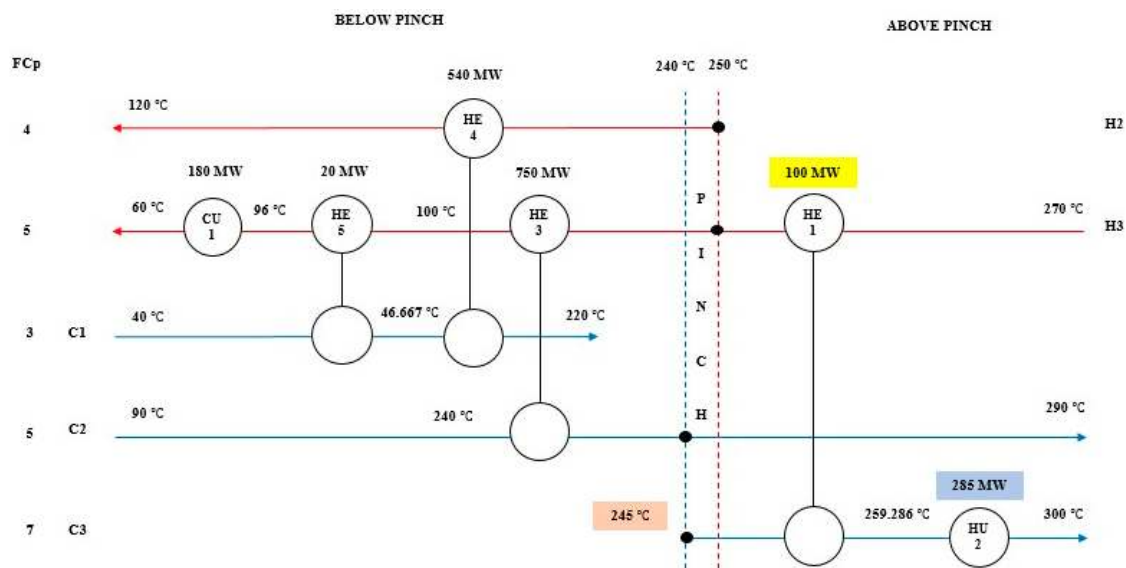 BELOW PINCH
ABOVE PINCH
FCp
240 °C 250 °C
540 MW
120 °C
HE
4
4
H2
180 MW 20 MW 750 MW 100 MW
60 °C 96 °C 100 °C P 270 °C
CU
1
HE
5
HE
3
HE
1
5
H3
I
40 °C 46.667 °C 220 °C N
3 C1
C
90 °C 240 °C H 290 °C
5 C2
285 MW
245 °C 259.286 °C 300 °C
7 C3
HU
2